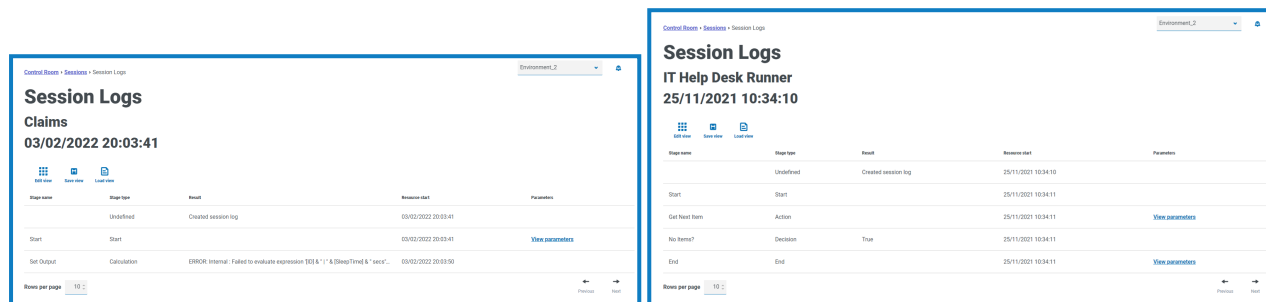 Control Room › Sessions › Session Logs
Environment_2
Session Logs
Claims
03/02/2022 20:03:41
Edit view Save view Load view
Stage name Stage type Result Resource start Parameters
Undefined Created session log 03/02/2022 20:03:41
Start Start 03/02/2022 20:03:41 View parameters
Set Output Calculation ERROR: Internal : Failed to evaluate expression '[ID] & " | " & [SleepTime] & " secs"... 03/02/2022 20:03:50
Rows per page 10
Previous Next
Control Room › Sessions › Session Logs
Environment_2
Session Logs
IT Help Desk Runner
25/11/2021 10:34:10
Edit view Save view Load view
Stage name Stage type Result Resource start Parameters
Undefined Created session log 25/11/2021 10:34:10
Start Start 25/11/2021 10:34:11
Get Next Item Action 25/11/2021 10:34:11 View parameters
No Items? Decision True 25/11/2021 10:34:11
End End 25/11/2021 10:34:11 View parameters
Rows per page 10
Previous Next